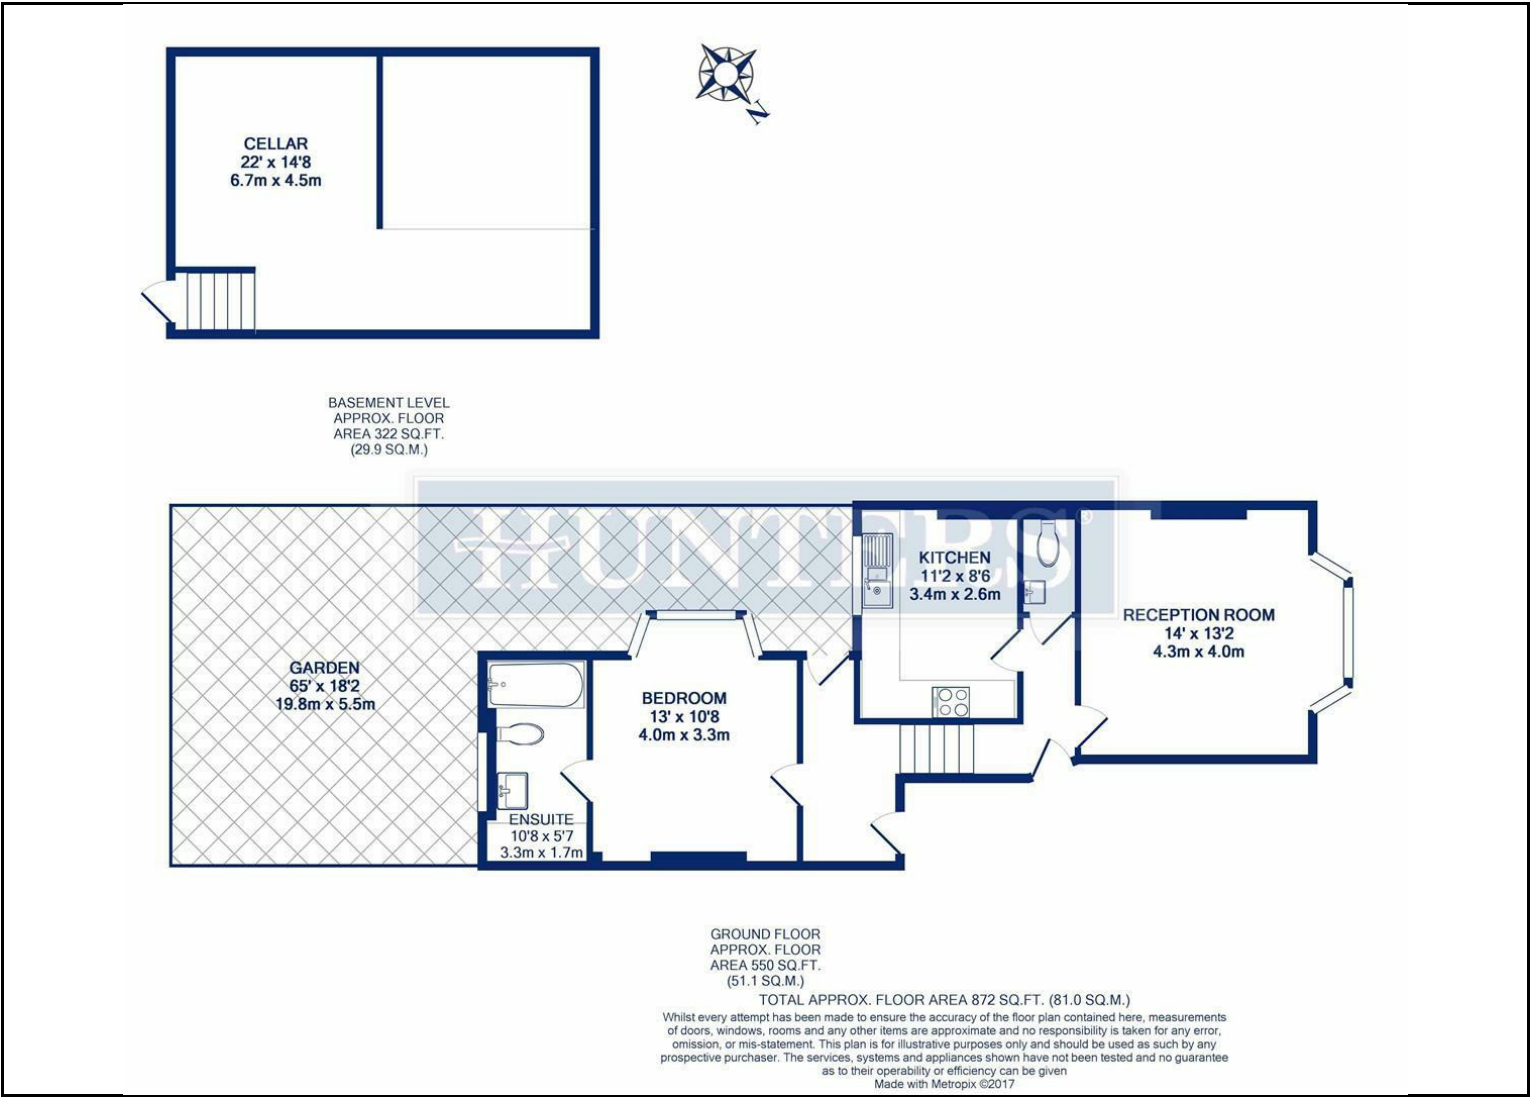 N
CELLAR
22' x 14'8
6.7m x 4.5m
BASEMENT LEVEL
APPROX. FLOOR
AREA 322 SQ.FT.
(29.9 SQ.M.)
HUNTERS®
KITCHEN
11'2 x 8'6
3.4m x 2.6m
RECEPTION ROOM
14' x 13'2
4.3m x 4.0m
GARDEN
65' x 18'2
19.8m x 5.5m
BEDROOM
13' x 10'8
4.0m x 3.3m
ENSUITE
10'8 x 5'7
3.3m x 1.7m
GROUND FLOOR
APPROX. FLOOR
AREA 550 SQ.FT.
(51.1 SQ.M.)
TOTAL APPROX. FLOOR AREA 872 SQ.FT. (81.0 SQ.M.)
Whilst every attempt has been made to ensure the accuracy of the floor plan contained here, measurements
of doors, windows, rooms and any other items are approximate and no responsibility is taken for any error,
omission, or mis-statement. This plan is for illustrative purposes only and should be used as such by any
prospective purchaser. The services, systems and appliances shown have not been tested and no guarantee
as to their operability or efficiency can be given
Made with Metropix ©2017